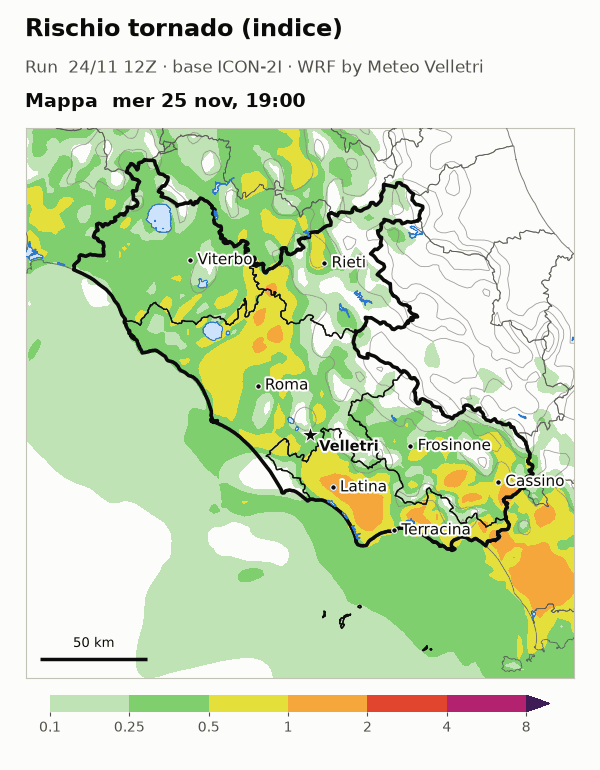 Rischio tornado (indice)
Run 24/11 12Z · base ICON-2I · WRF by Meteo Velletri
Mappa mer 25 nov, 19:00
Viterbo
Rieti
Roma
Velletri
Frosinone
Latina
Cassino
Terracina
50 km
0.1 0.25 0.5 1 2 4 8